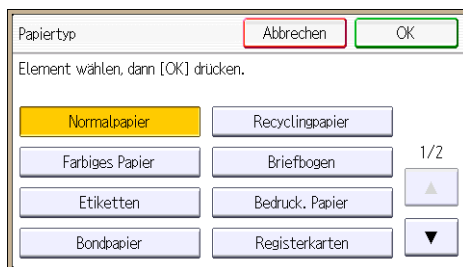 Papiertyp Abbrechen OK
Element wählen, dann [OK] drücken.
Normalpapier Recyclingpapier
Farbiges Papier Briefbogen 1/2
Etiketten Bedruck. Papier ▲
Bondpapier Registerkarten ▼